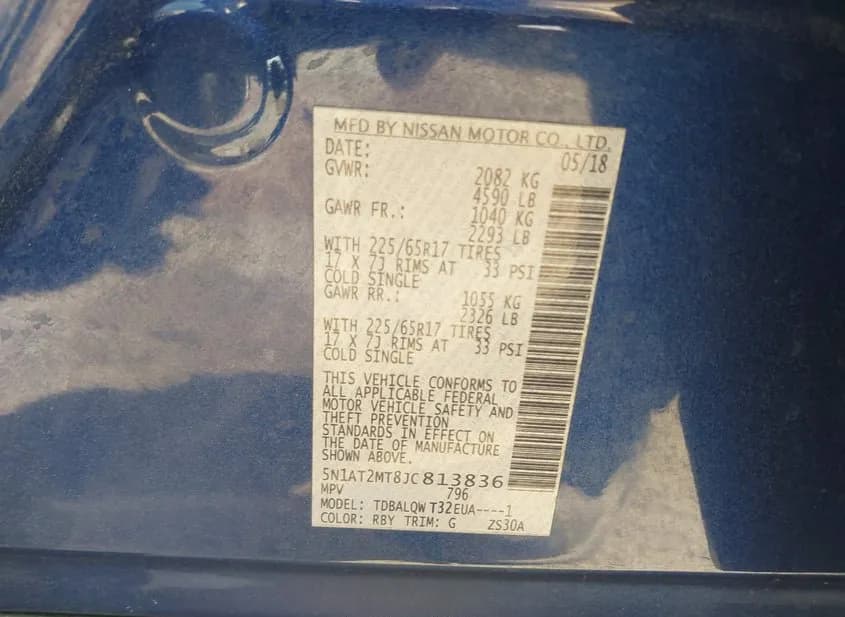 MFD BY NISSAN MOTOR CO., LTD.
DATE: 05/18
GVWR: 2082 KG
4590 LB
GAWR FR.: 1040 KG
2293 LB
WITH 225/65R17 TIRES
17 X 7J RIMS AT 33 PSI
COLD SINGLE
GAWR RR.: 1055 KG
2326 LB
WITH 225/65R17 TIRES
17 X 7J RIMS AT 33 PSI
COLD SINGLE
THIS VEHICLE CONFORMS TO
ALL APPLICABLE FEDERAL
MOTOR VEHICLE SAFETY AND
THEFT PREVENTION
STANDARDS IN EFFECT ON
THE DATE OF MANUFACTURE
SHOWN ABOVE.
5N1AT2MT8JC813836
MPV 796
MODEL: TDBALQW T32EUA----1
COLOR: RBY TRIM: G ZS30A